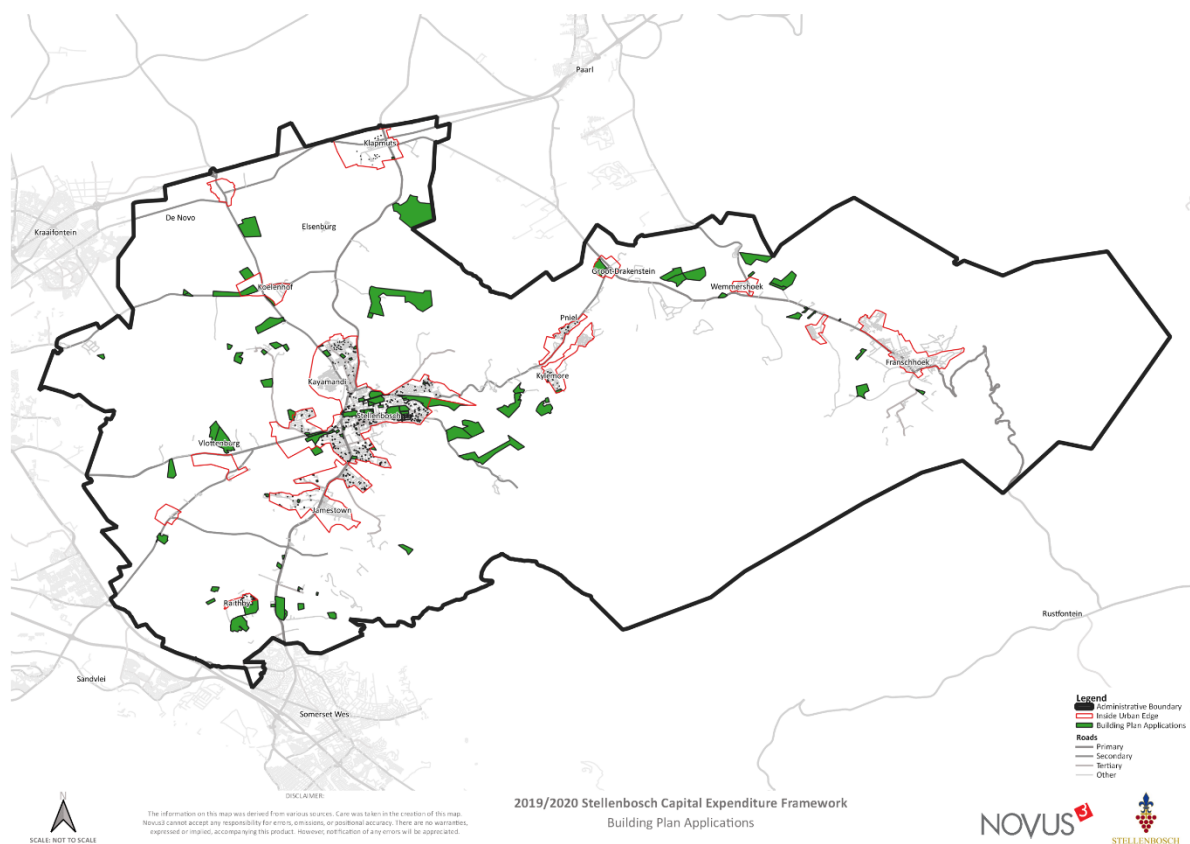 Paarl
Klapmuts
De Novo
Elsenburg
Kraaifontein
Groot-Drakenstein
Koelenhof
Wemmershoek
Pniel
Franschhoek
Kayamandi
Kylemore
Stellenbosch
Vlottenburg
Jamestown
Raithby
Rustfontein
Sandvlei
Somerset Wes
Legend
Administrative Boundary
Inside Urban Edge
Building Plan Applications
Roads
Primary
Secondary
Tertiary
Other
N
SCALE: NOT TO SCALE
DISCLAIMER:
The information on this map was derived from various sources. Care was taken in the creation of this map.
Novus3 cannot accept any responsibility for errors, omissions, or positional accuracy. There are no warranties,
expressed or implied, accompanying this product. However, notification of any errors will be appreciated.
2019/2020 Stellenbosch Capital Expenditure Framework
Building Plan Applications
NOVUS3
STELLENBOSCH